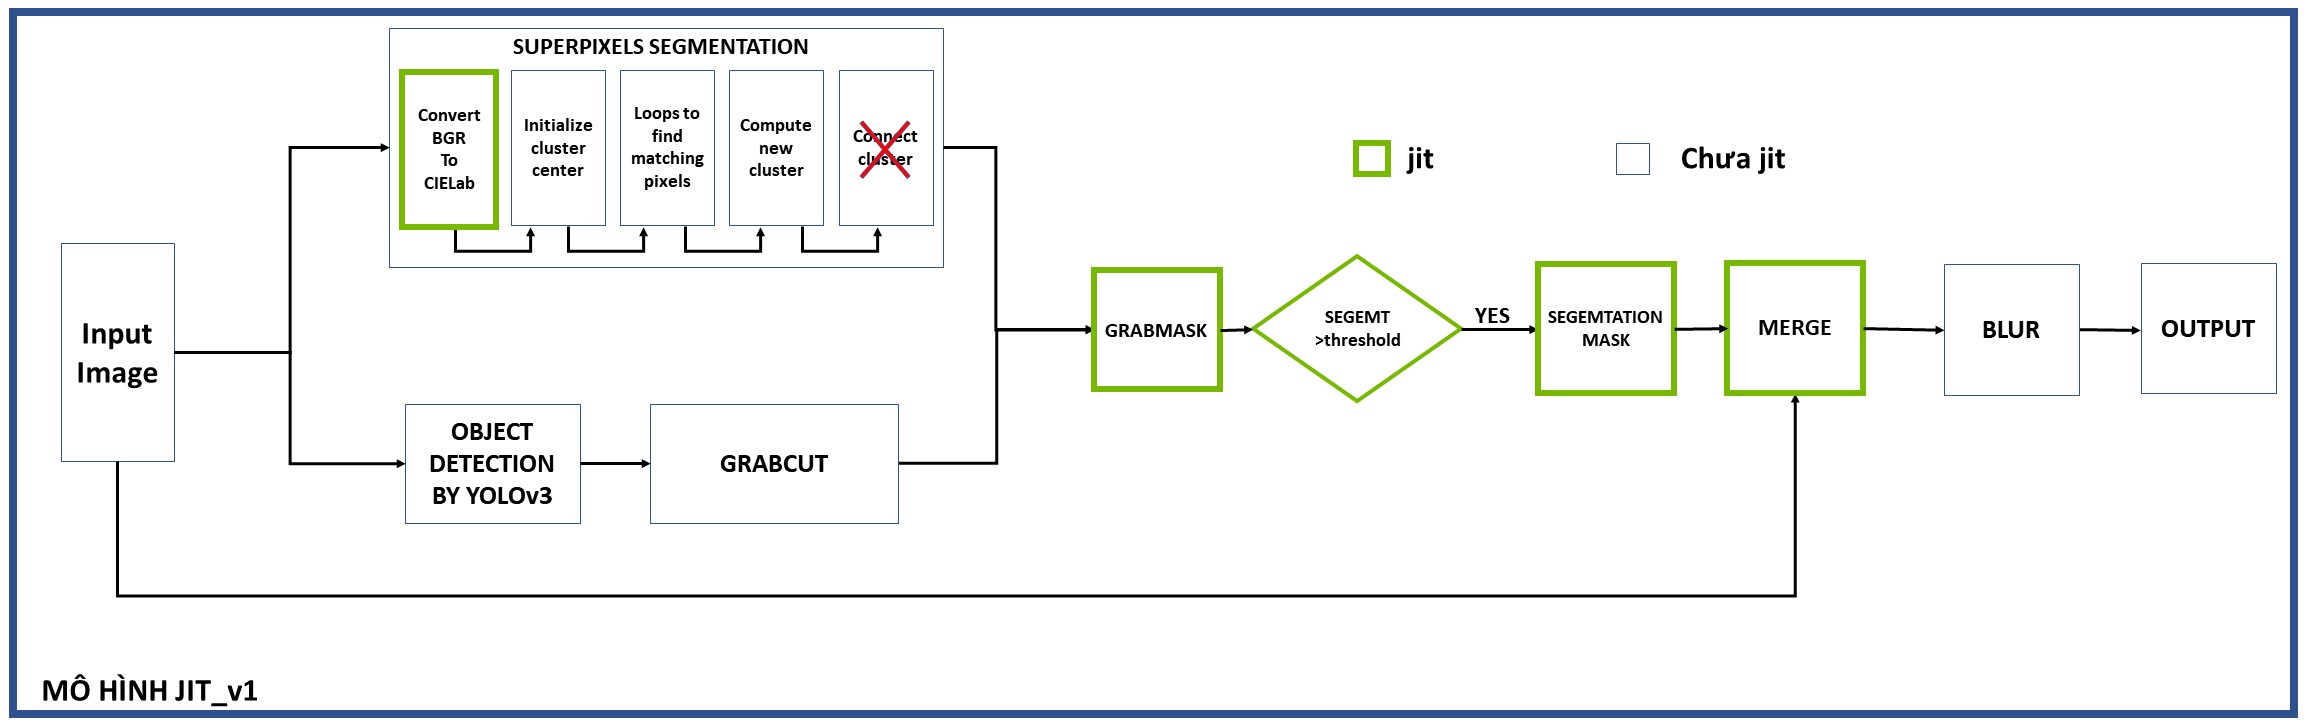 SUPERPIXELS SEGMENTATION
Convert
BGR
To
CIELab
Initialize
cluster
center
Loops to
find
matching
pixels
Compute
new
cluster
Connect
cluster
jit
Chưa jit
Input
Image
OBJECT
DETECTION
BY YOLOv3
GRABCUT
GRABMASK
SEGEMT
>threshold
YES
SEGEMTATION
MASK
MERGE
BLUR
OUTPUT
MÔ HÌNH JIT_v1